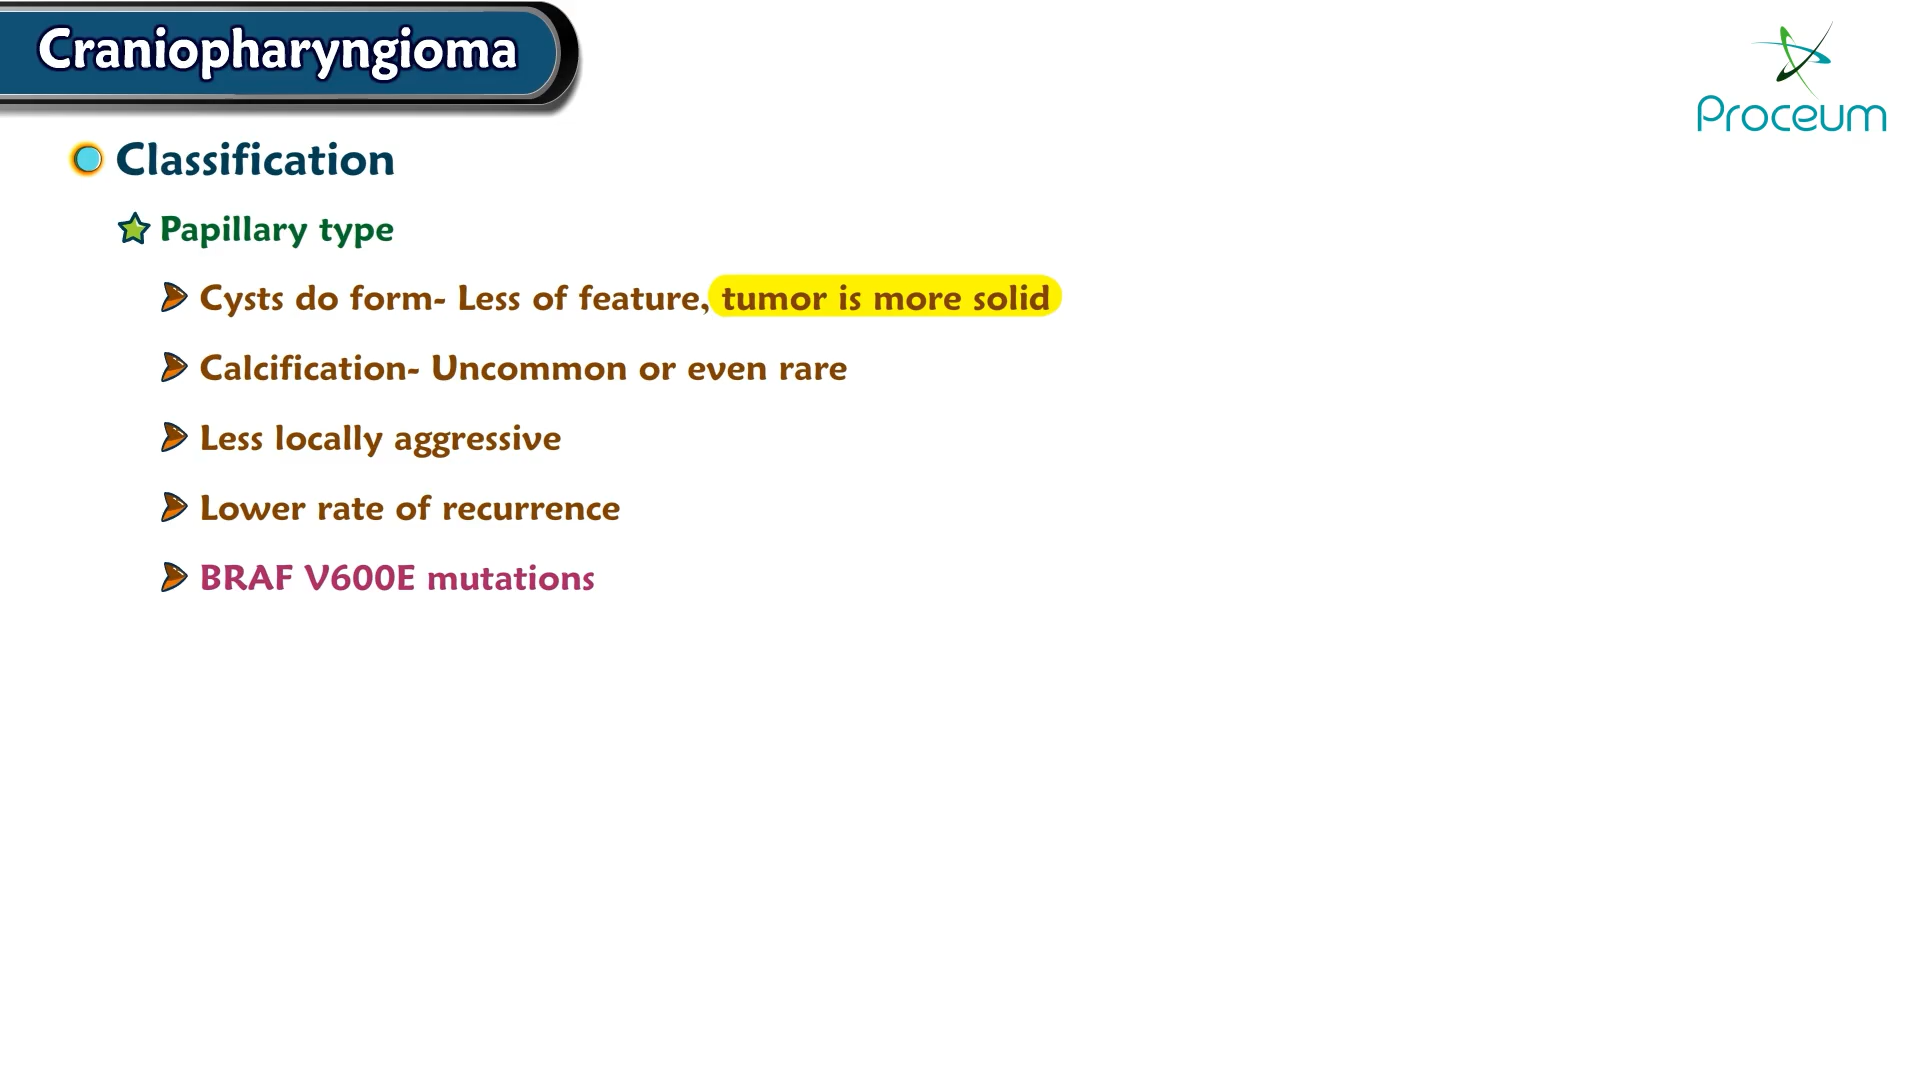 Craniopharyngioma
Proceum
Classification
Papillary type
Cysts do form- Less of feature, tumor is more solid
Calcification- Uncommon or even rare
Less locally aggressive
Lower rate of recurrence
BRAF V600E mutations